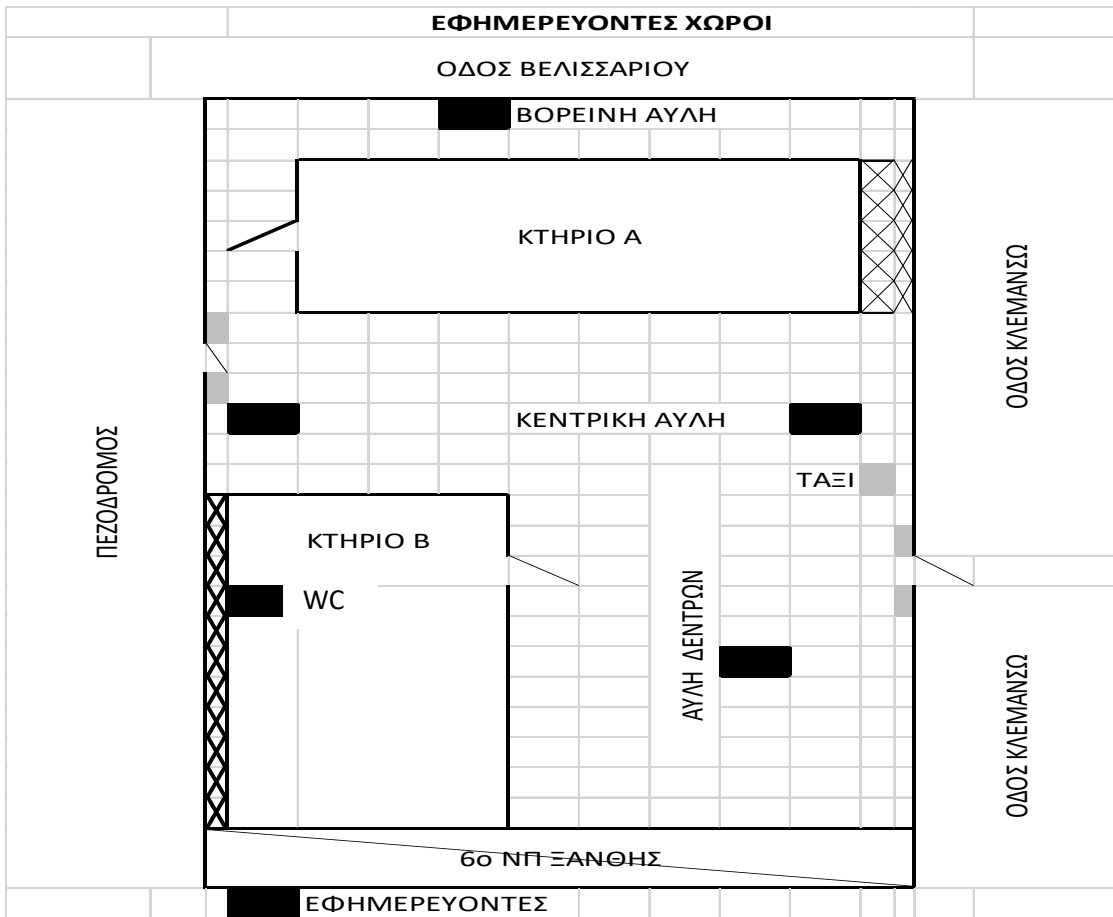 ΕΦΗΜΕΡΕΥΟΝΤΕΣ ΧΩΡΟΙ
ΟΔΟΣ ΒΕΛΙΣΣΑΡΙΟΥ
ΒΟΡΕΙΝΗ ΑΥΛΗ
ΚΤΗΡΙΟ Α
ΟΔΟΣ ΚΛΕΜΑΝΣΩ
ΚΕΝΤΡΙΚΗ ΑΥΛΗ
ΠΕΖΟΔΡΟΜΟΣ
ΤΑΞΙ
ΚΤΗΡΙΟ Β
WC
ΑΥΛΗ ΔΕΝΤΡΩΝ
ΟΔΟΣ ΚΛΕΜΑΝΣΩ
6ο ΝΠ ΞΑΝΘΗΣ
ΕΦΗΜΕΡΕΥΟΝΤΕΣ